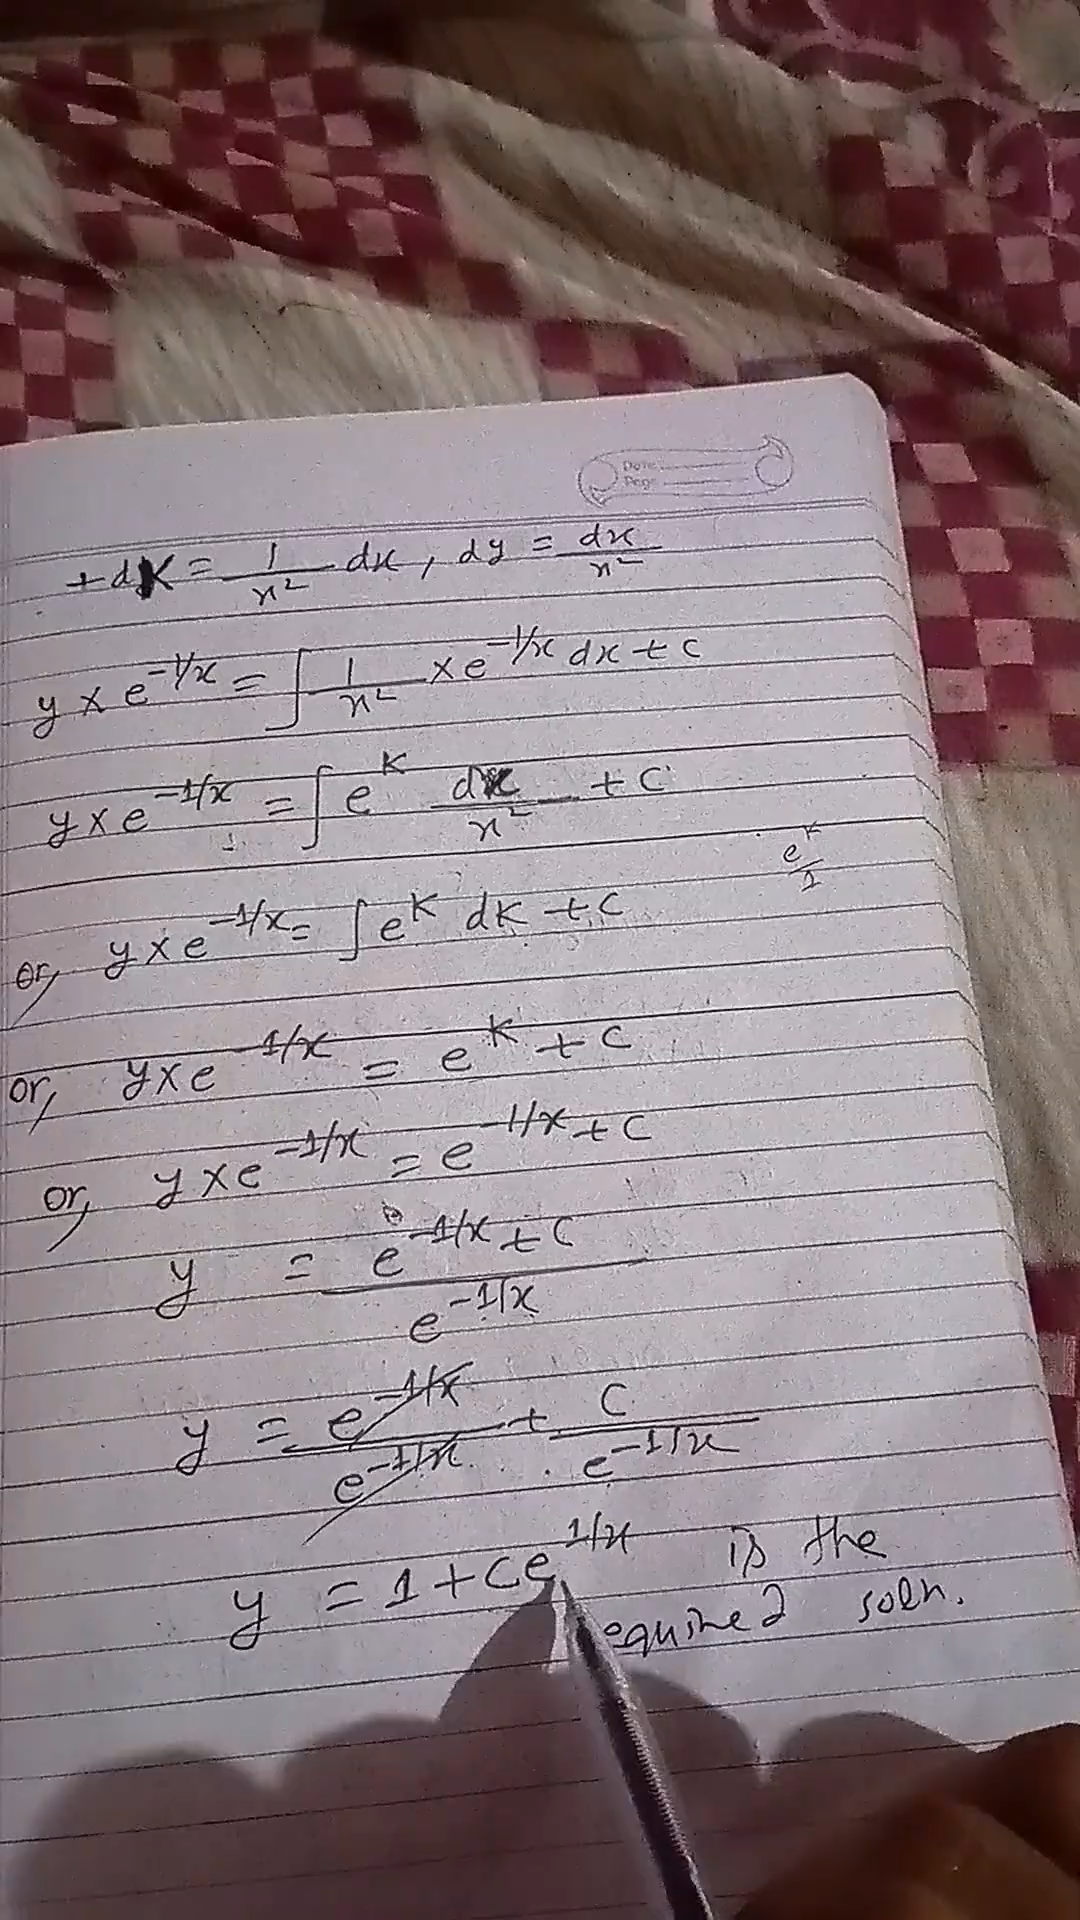 Date
Page
+dK = 1/x² dx, dy = dx/x²
y × e^-1/x = ∫ 1/x² × e^-1/x dx + c
y × e^-1/x = ∫ e^K dx/x² + C
e^K/1
or, y × e^-1/x = ∫ e^K dK + C
or, y × e^-1/x = e^K + C
or, y × e^-1/x = e^-1/x + C
y = e^-1/x + C / e^-1/x
y = e^-1/x / e^-1/x + C / e^-1/x
y = 1 + ce^1/x is the
required soln.